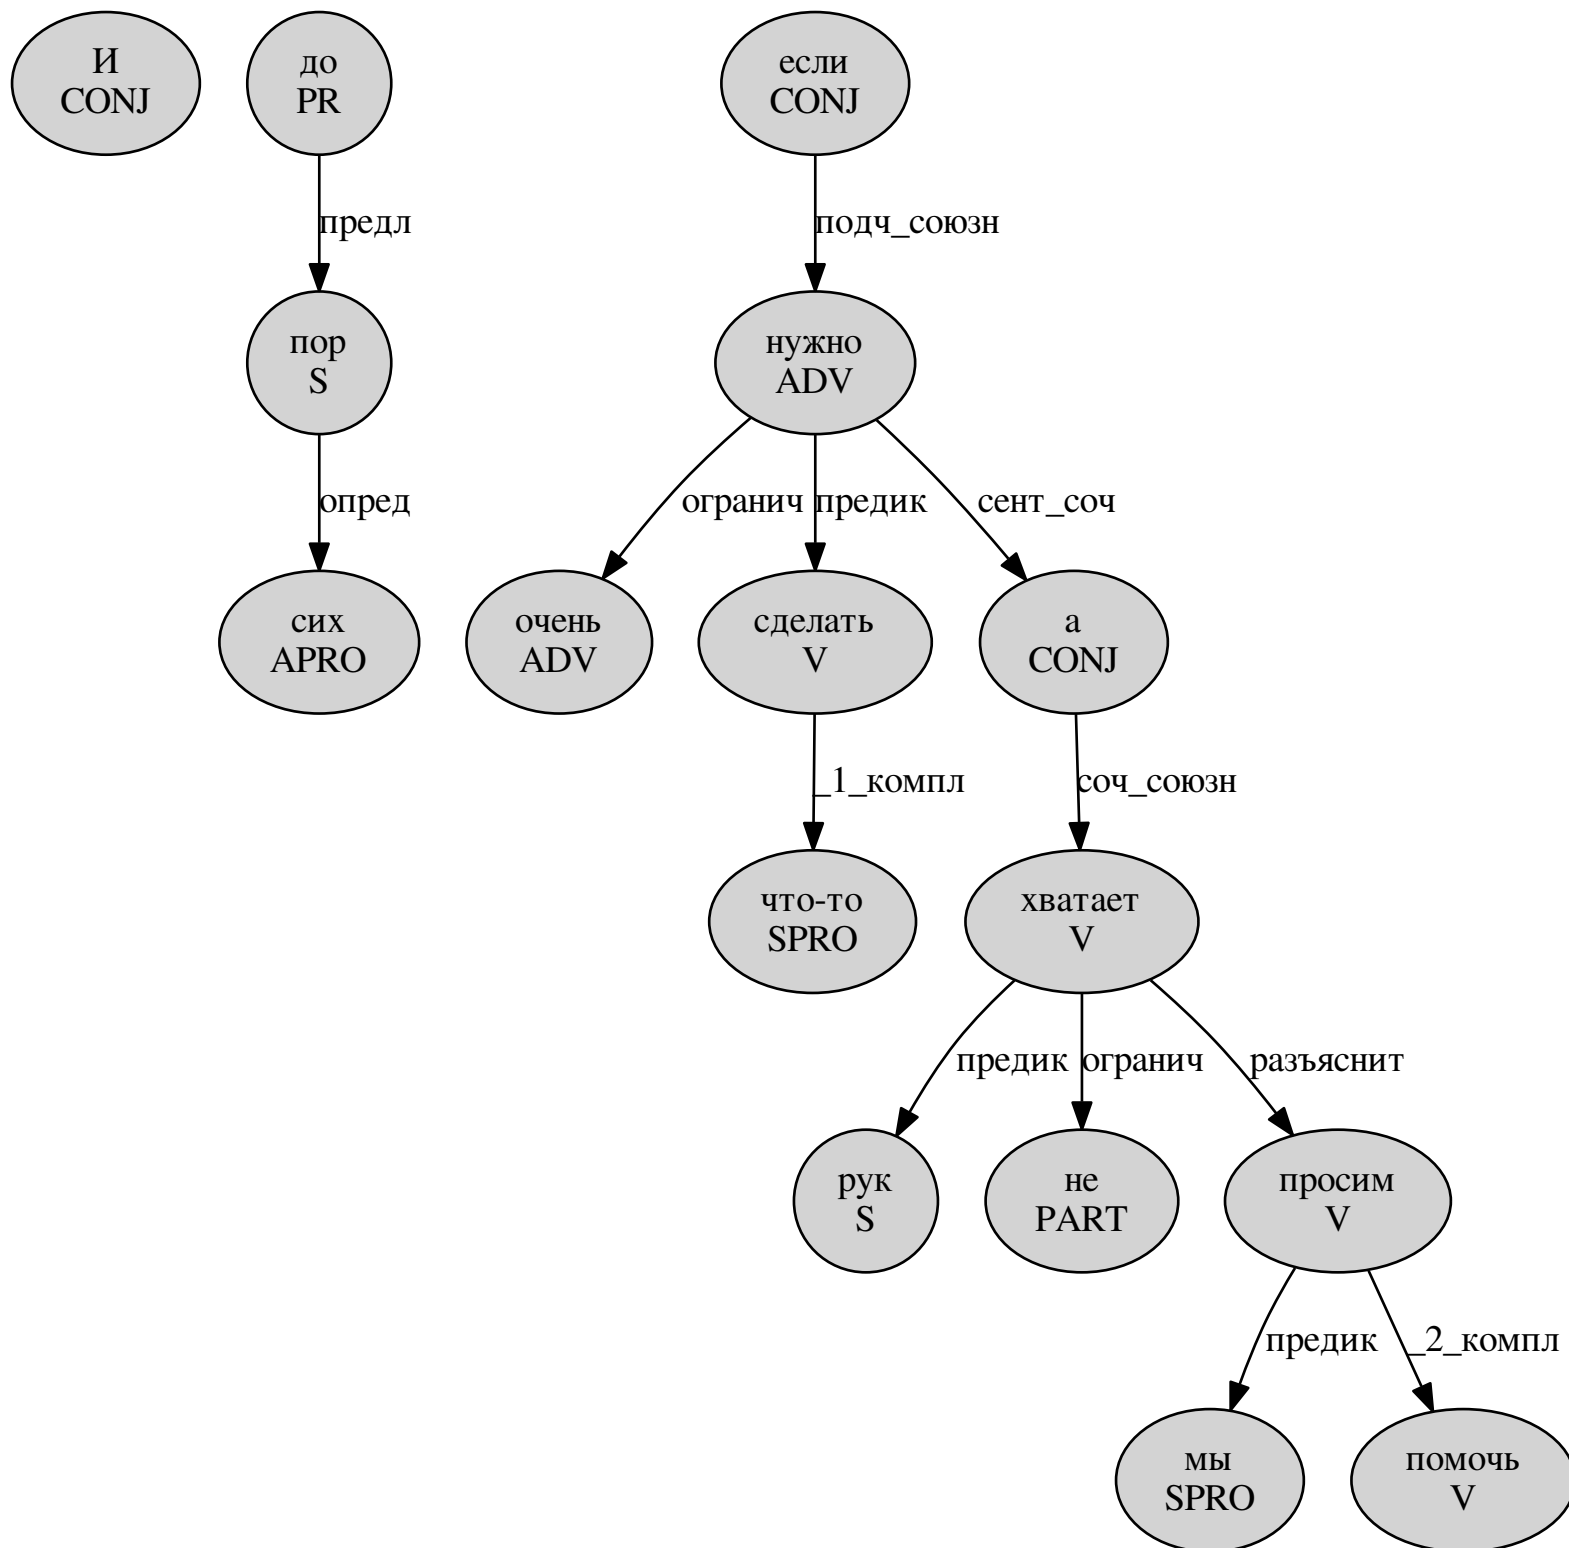 И
CONJ
до
PR
если
CONJ
предл
подч_союзн
пор
S
нужно
ADV
опред
огранич
предик
сент_соч
сих
APRO
очень
ADV
сделать
V
а
CONJ
_1_компл
соч_союзн
что-то
SPRO
хватает
V
предик
огранич
разъяснит
рук
S
не
PART
просим
V
предик
_2_компл
мы
SPRO
помочь
V